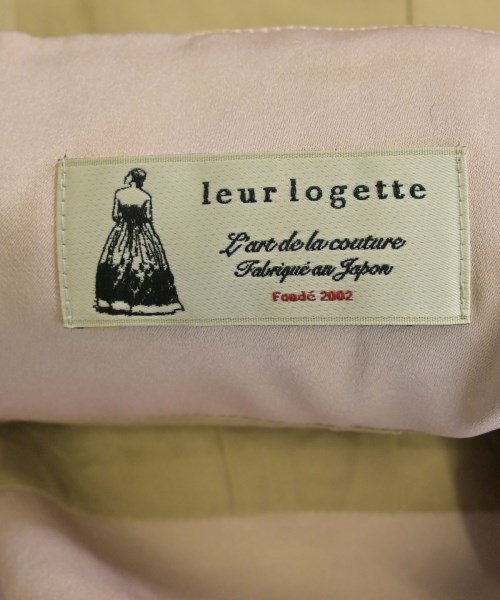 leur logette
L'art de la couture
Fabriqué au Japon
Fondé 2002